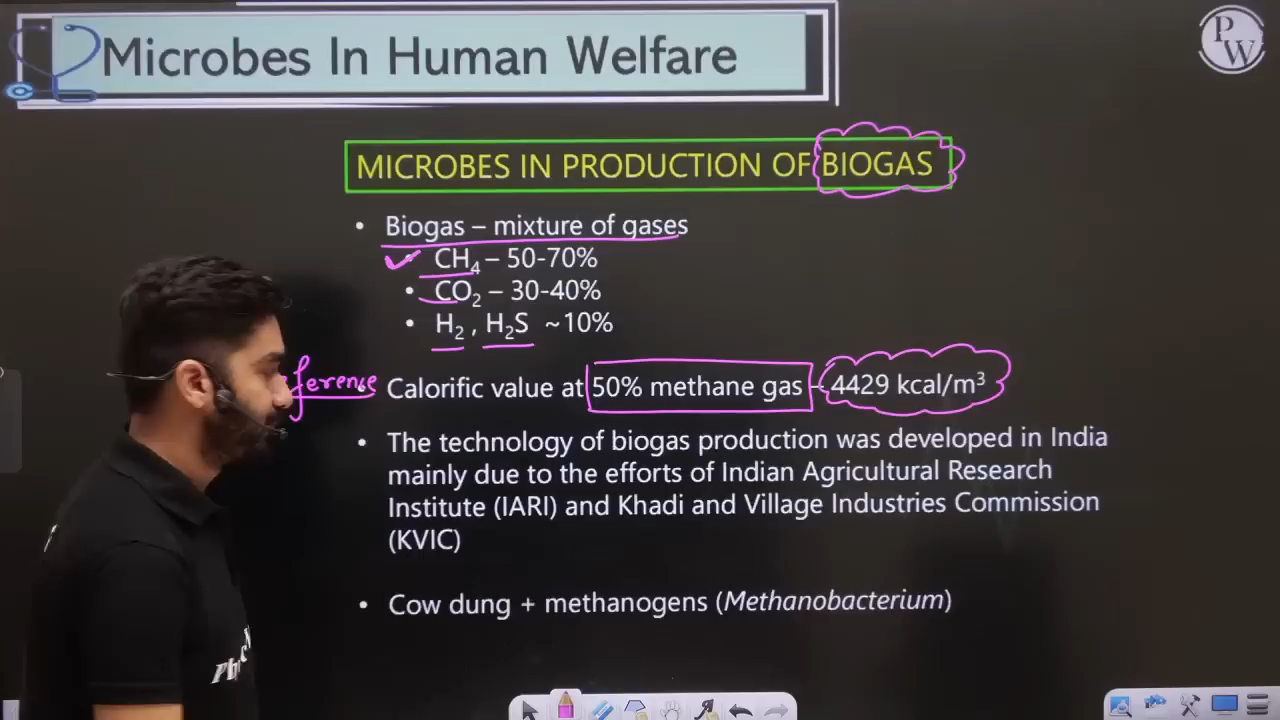 Microbes In Human Welfare
PW
MICROBES IN PRODUCTION OF BIOGAS
• Biogas – mixture of gases
• CH₄ – 50-70%
• CO₂ – 30-40%
• H₂ , H₂S ~10%
ference • Calorific value at 50% methane gas – 4429 kcal/m³
• The technology of biogas production was developed in India
mainly due to the efforts of Indian Agricultural Research
Institute (IARI) and Khadi and Village Industries Commission
(KVIC)
• Cow dung + methanogens (Methanobacterium)